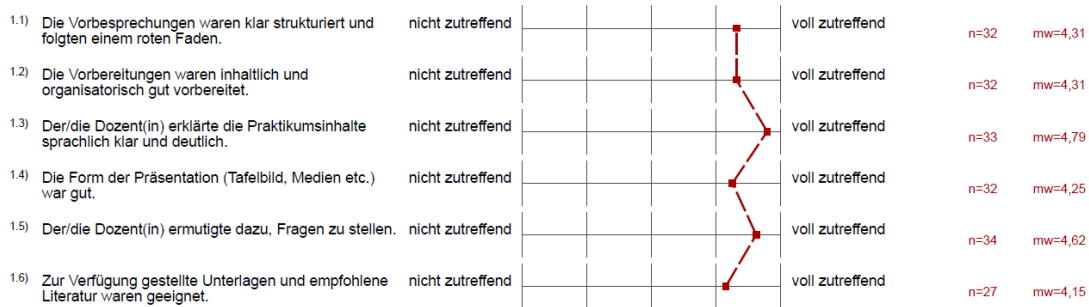 1.1) Die Vorbesprechungen waren klar strukturiert und
folgten einem roten Faden.
nicht zutreffend voll zutreffend n=32 mw=4,31
1.2) Die Vorbereitungen waren inhaltlich und
organisatorisch gut vorbereitet.
nicht zutreffend voll zutreffend n=32 mw=4,31
1.3) Der/die Dozent(in) erklärte die Praktikumsinhalte
sprachlich klar und deutlich.
nicht zutreffend voll zutreffend n=33 mw=4,79
1.4) Die Form der Präsentation (Tafelbild, Medien etc.)
war gut.
nicht zutreffend voll zutreffend n=32 mw=4,25
1.5) Der/die Dozent(in) ermutigte dazu, Fragen zu stellen.
nicht zutreffend voll zutreffend n=34 mw=4,62
1.6) Zur Verfügung gestellte Unterlagen und empfohlene
Literatur waren geeignet.
nicht zutreffend voll zutreffend n=27 mw=4,15